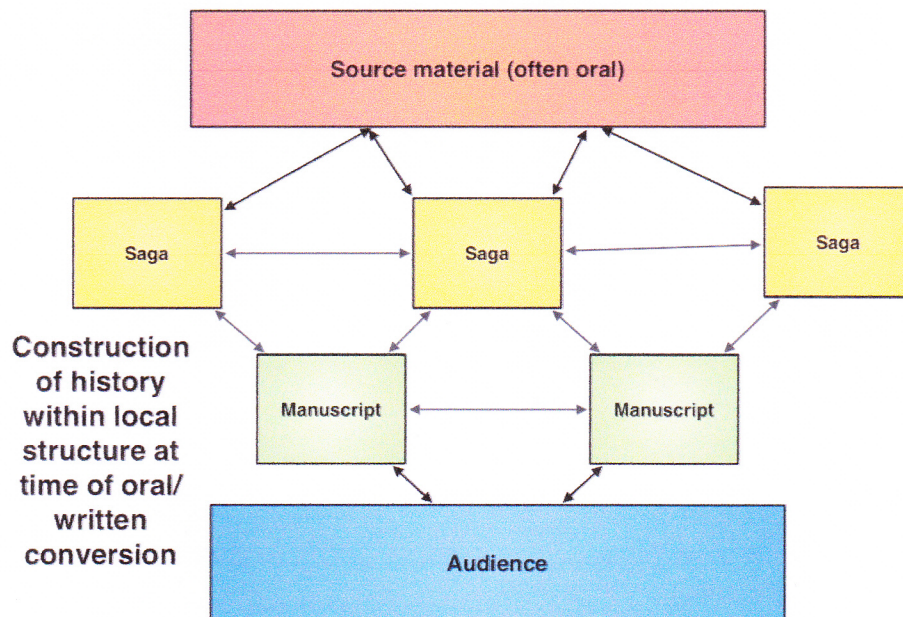 Source material (often oral)
Saga
Saga
Saga
Construction
of history
within local
structure at
time of oral/
written
conversion
Manuscript
Manuscript
Audience